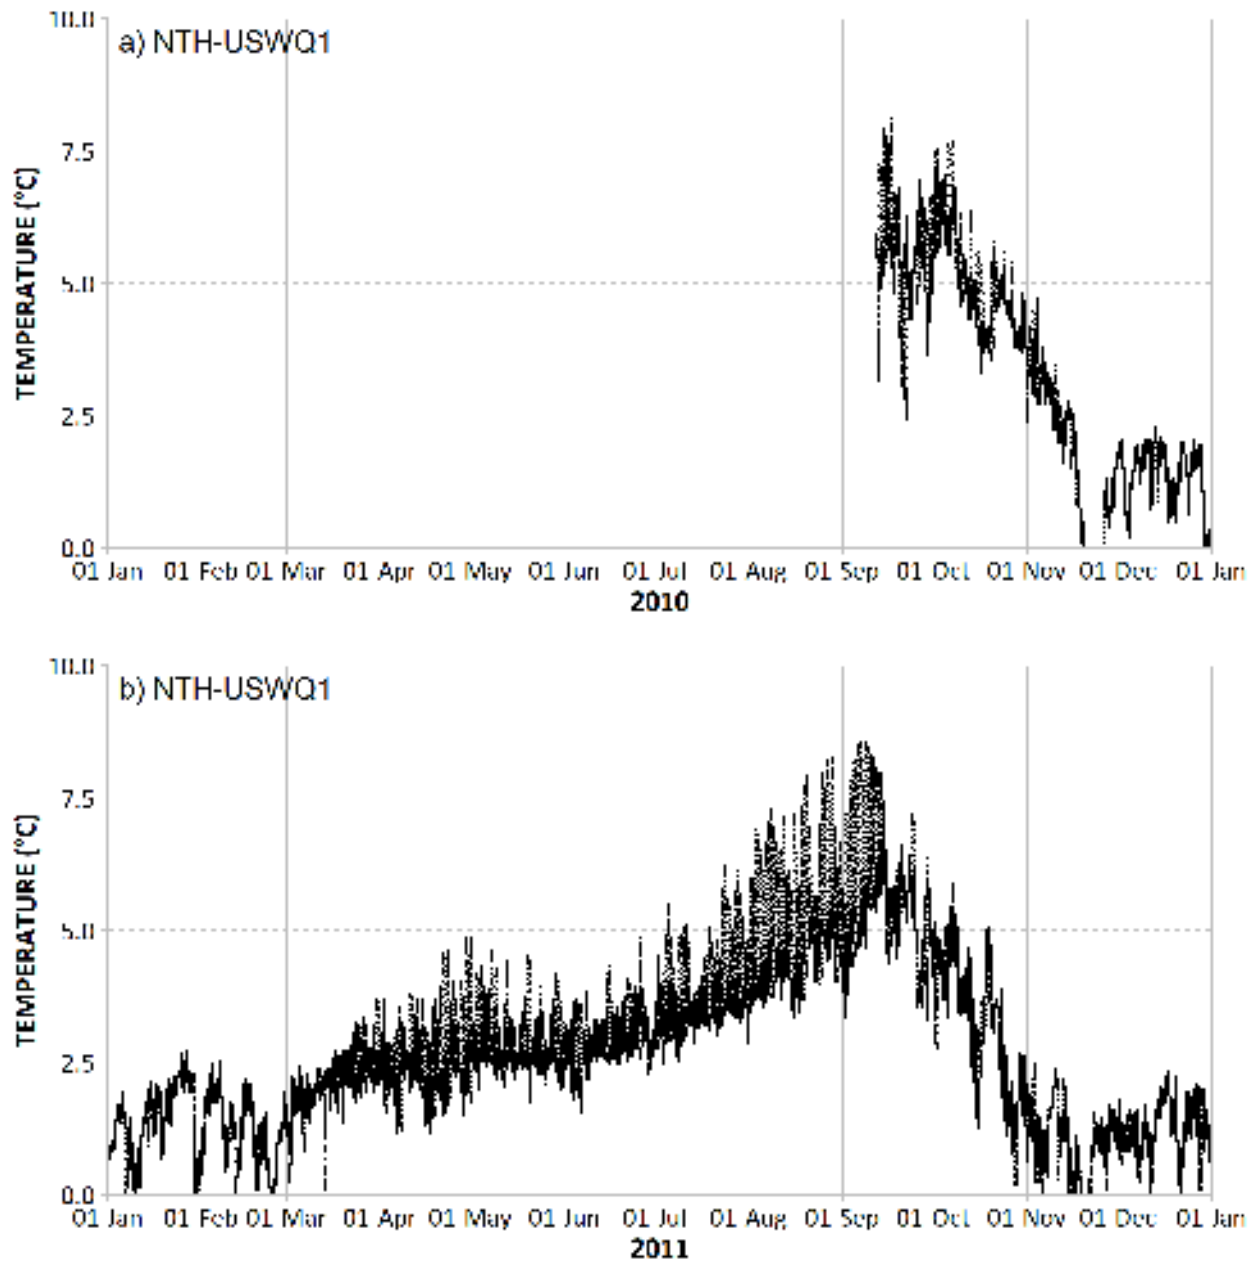 10.0
a) NTH-USWQ1
7.5
5.0
2.5
0.0
TEMPERATURE (°C)
01 Jan 01 Feb 01 Mar 01 Apr 01 May 01 Jun 01 Jul 01 Aug 01 Sep 01 Oct 01 Nov 01 Dec 01 Jan
2010
10.0
b) NTH-USWQ1
7.5
5.0
2.5
0.0
TEMPERATURE (°C)
01 Jan 01 Feb 01 Mar 01 Apr 01 May 01 Jun 01 Jul 01 Aug 01 Sep 01 Oct 01 Nov 01 Dec 01 Jan
2011